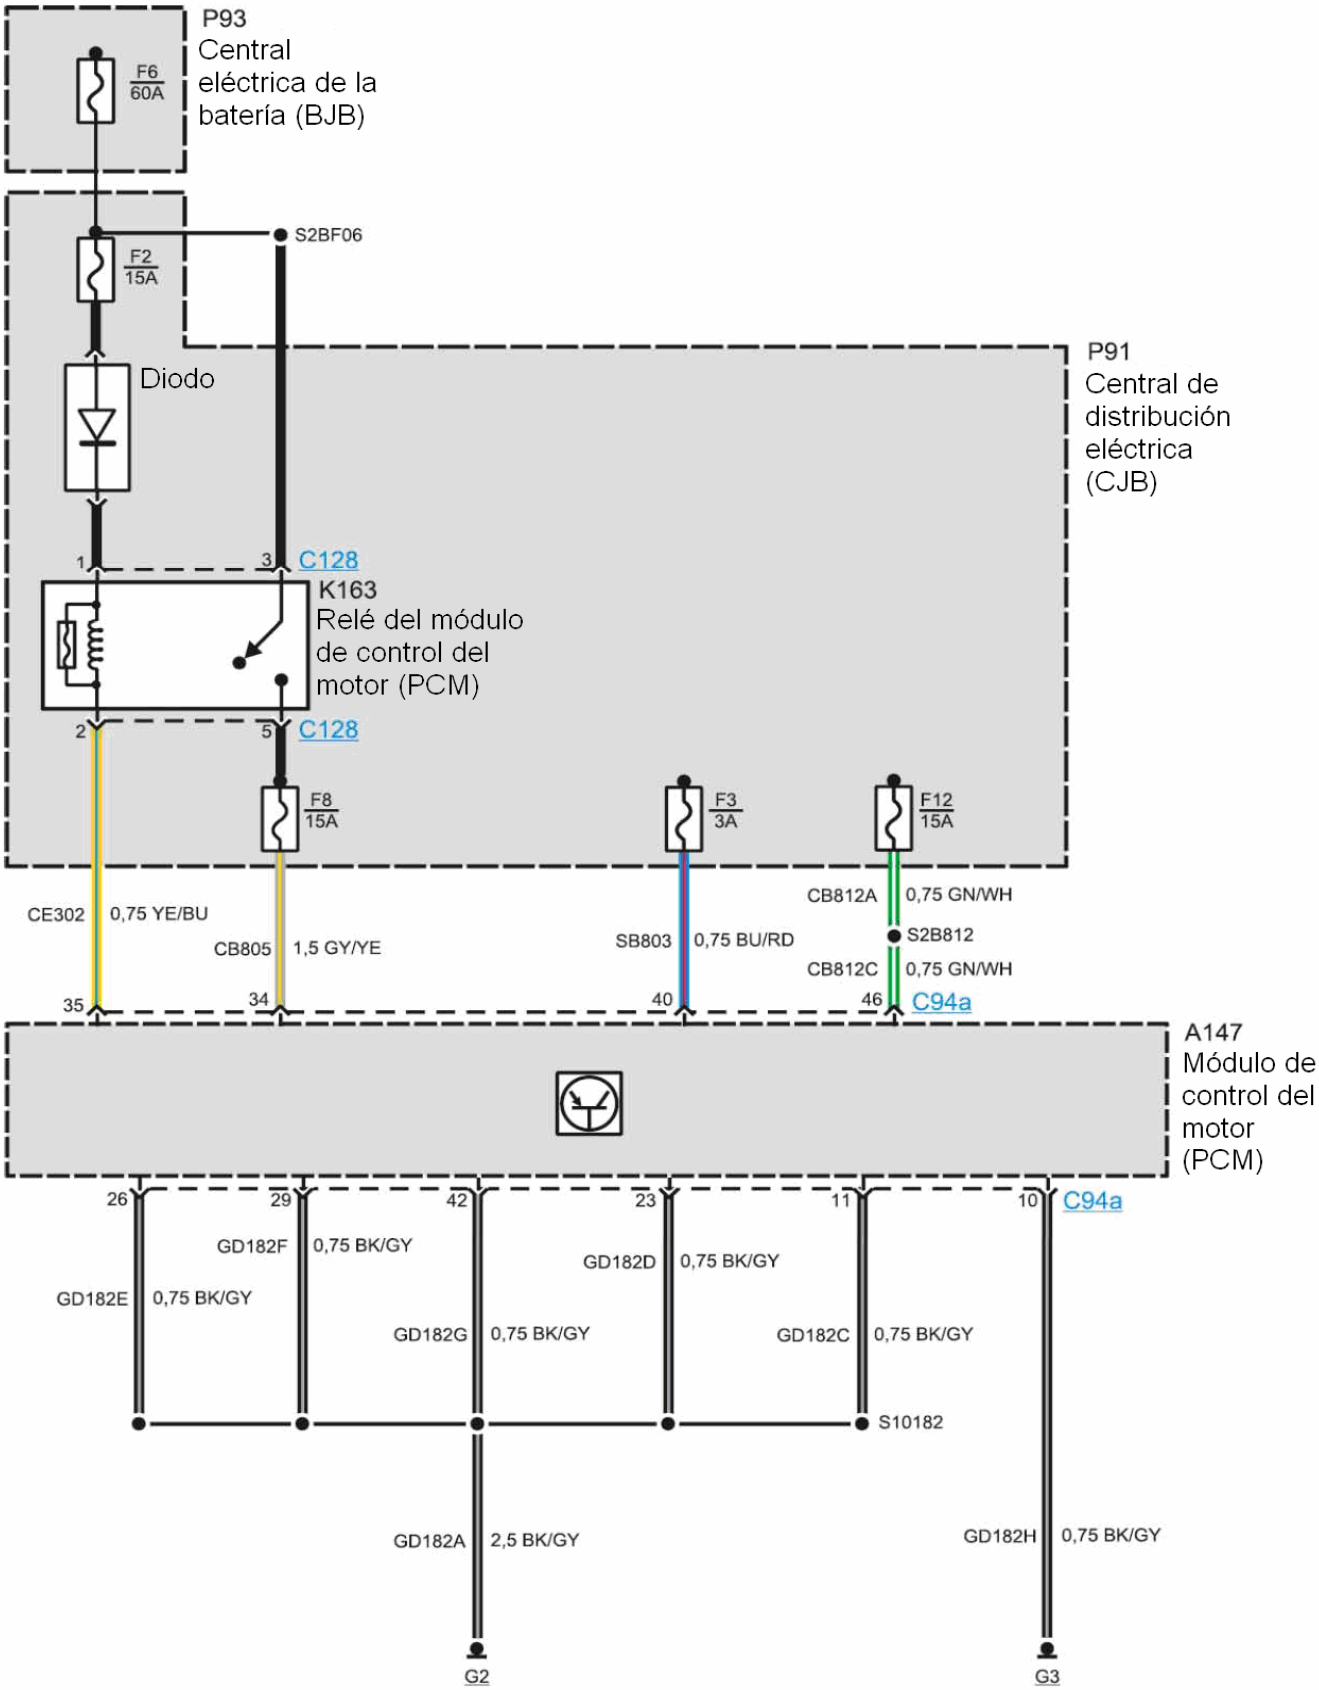 P93
Central
eléctrica de la
batería (BJB)
F6
60A
S2BF06
F2
15A
P91
Central de
distribución
eléctrica
(CJB)
Diodo
1
3
C128
K163
Relé del módulo
de control del
motor (PCM)
2
5
C128
F8
15A
F3
3A
F12
15A
CE302
0,75 YE/BU
CB805
1,5 GY/YE
SB803
0,75 BU/RD
CB812A
0,75 GN/WH
S2B812
CB812C
0,75 GN/WH
35
34
40
46
C94a
A147
Módulo de
control del
motor
(PCM)
26
29
42
23
11
10
C94a
GD182F
0,75 BK/GY
GD182D
0,75 BK/GY
GD182E
0,75 BK/GY
GD182G
0,75 BK/GY
GD182C
0,75 BK/GY
S10182
GD182A
2,5 BK/GY
GD182H
0,75 BK/GY
G2
G3